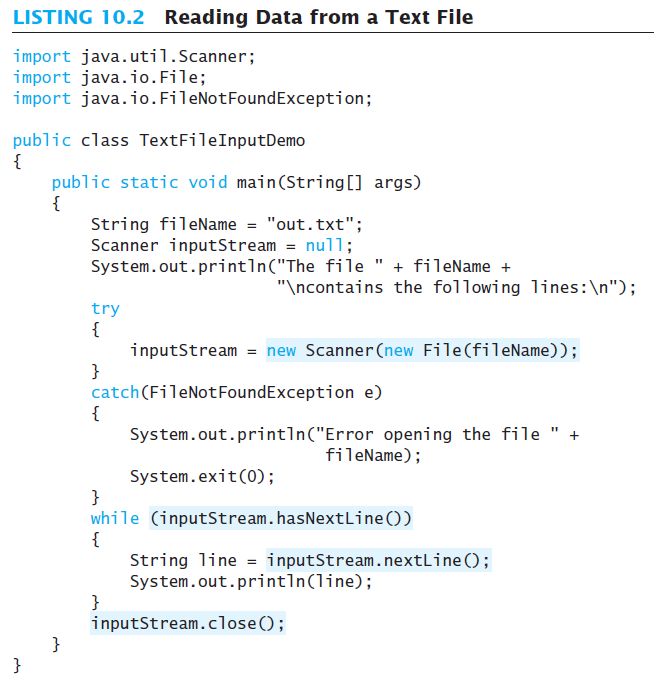 LISTING 10.2 Reading Data from a Text File
import java.util.Scanner;
import java.io.File;
import java.io.FileNotFoundException;
public class TextFileInputDemo
{
public static void main(String[] args)
{
String fileName = "out.txt";
Scanner inputStream = null;
System.out.println("The file " + fileName +
"\ncontains the following lines:\n");
try
{
inputStream = new Scanner(new File(fileName));
}
catch(FileNotFoundException e)
{
System.out.println("Error opening the file " +
fileName);
System.exit(0);
}
while (inputStream.hasNextLine())
{
String line = inputStream.nextLine();
System.out.println(line);
}
inputStream.close();
}
}